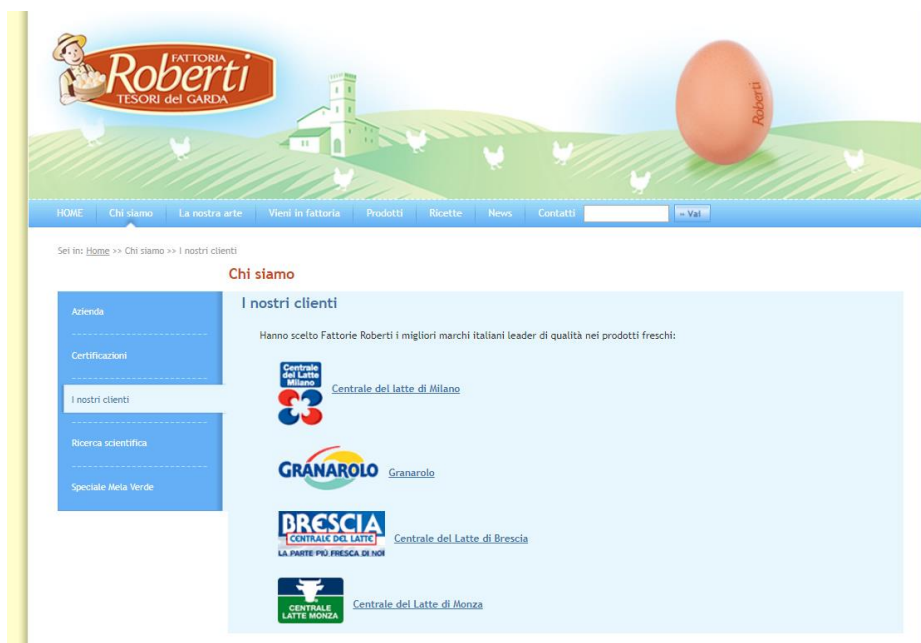 FATTORIA
Roberti
TESORI del GARDA
Roberti
HOME Chi siamo La nostra arte Vieni in fattoria Prodotti Ricette News Contatti » Vai
Sei in: Home >> Chi siamo >> I nostri clienti
Chi siamo
Azienda
Certificazioni
I nostri clienti
Ricerca scientifica
Speciale Mela Verde
I nostri clienti
Hanno scelto Fattorie Roberti i migliori marchi italiani leader di qualità nei prodotti freschi:
Centrale
del Latte
Milano
Centrale del latte di Milano
GRANAROLO
Granarolo
BRESCIA
CENTRALE DEL LATTE
LA PARTE PIÙ FRESCA DI NOI
Centrale del Latte di Brescia
CENTRALE
LATTE MONZA
Centrale del Latte di Monza